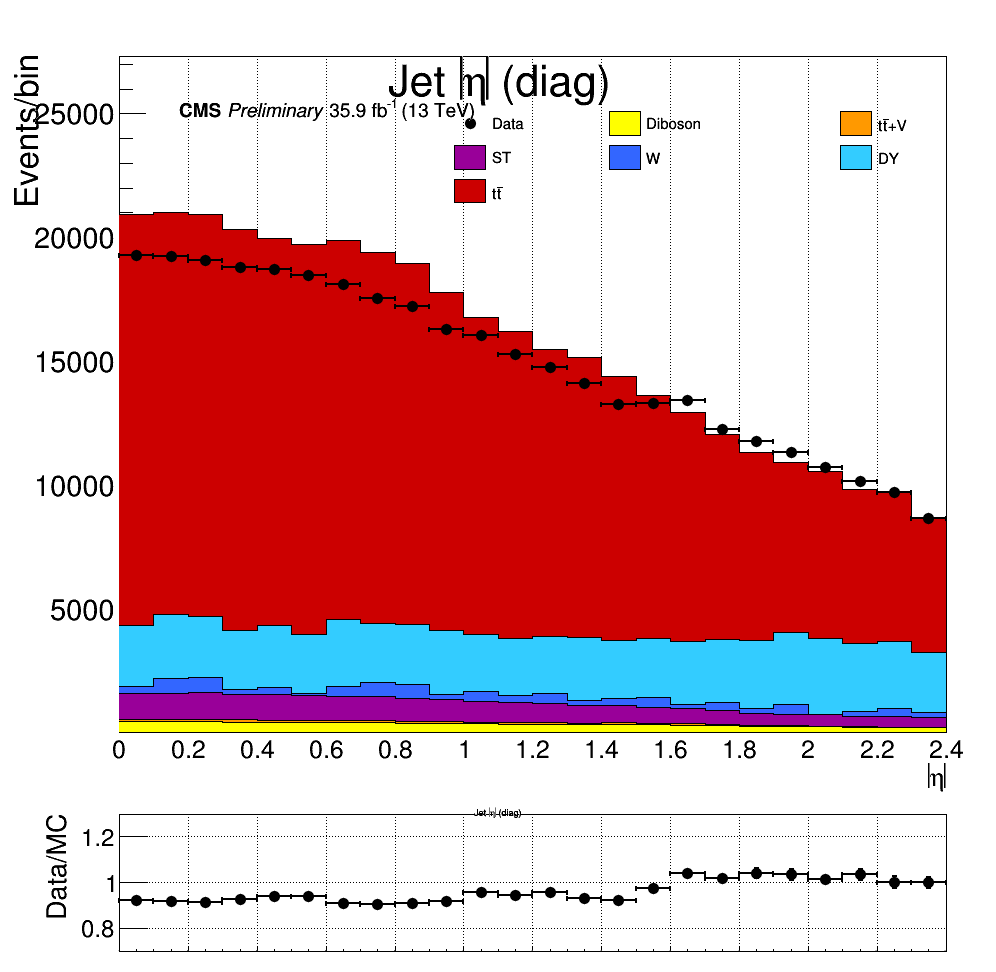 Jet |η| (diag)
CMS Preliminary 35.9 fb⁻¹ (13 TeV)
Events/bin
25000
20000
15000
10000
5000
Data
Diboson
tt̄+V
ST
W
DY
tt̄
0 0.2 0.4 0.6 0.8 1 1.2 1.4 1.6 1.8 2 2.2 2.4
|η|
Jet |η| (diag)
Data/MC
1.2
1
0.8